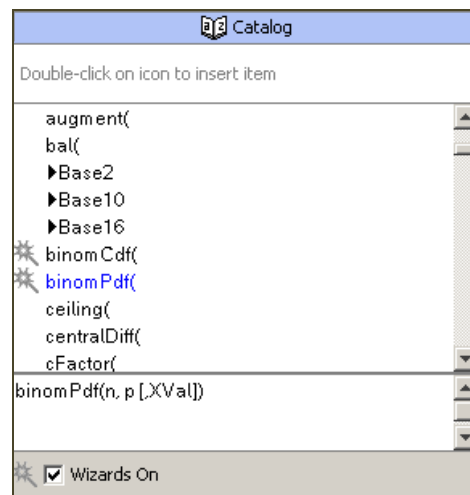 Catalog
Double-click on icon to insert item
augment(
bal(
▶Base2
▶Base10
▶Base16
binomCdf(
binomPdf(
ceiling(
centralDiff(
cFactor(
binomPdf(n, p [,XVal])
Wizards On